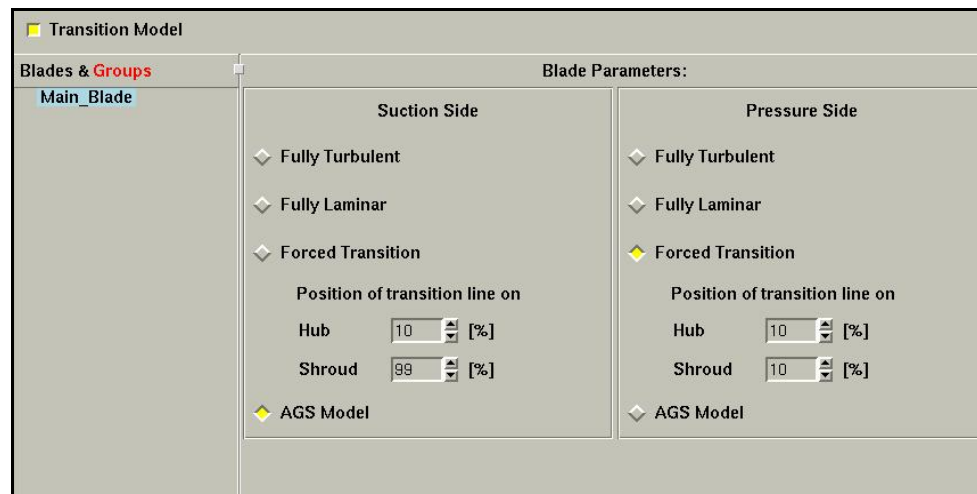 Transition Model
Blades & Groups
Main_Blade
Blade Parameters:
Suction Side
Fully Turbulent
Fully Laminar
Forced Transition
Position of transition line on
Hub 10 [%]
Shroud 99 [%]
AGS Model
Pressure Side
Fully Turbulent
Fully Laminar
Forced Transition
Position of transition line on
Hub 10 [%]
Shroud 10 [%]
AGS Model